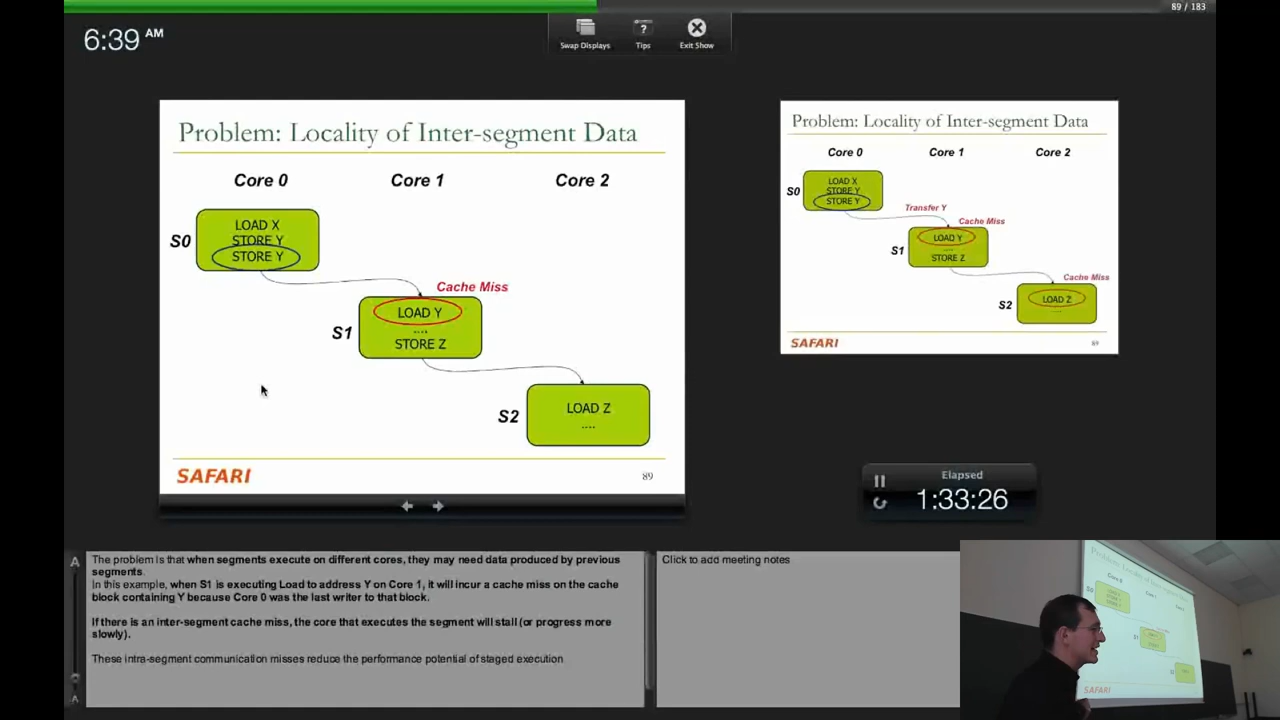 89 / 183
6:39 AM
Swap Displays
Tips
Exit Show
Problem: Locality of Inter-segment Data
Core 0
Core 1
Core 2
S0
LOAD X
STORE Y
STORE Y
Cache Miss
S1
LOAD Y
....
STORE Z
S2
LOAD Z
....
SAFARI
89
Problem: Locality of Inter-segment Data
Core 0
Core 1
Core 2
S0
LOAD X
STORE Y
STORE Y
Transfer Y
Cache Miss
S1
LOAD Y
....
STORE Z
Cache Miss
S2
LOAD Z
....
SAFARI
89
Elapsed
1:33:26
A
A
The problem is that when segments execute on different cores, they may need data produced by previous
segments.
In this example, when S1 is executing Load to address Y on Core 1, it will incur a cache miss on the cache
block containing Y because Core 0 was the last writer to that block.
If there is an inter-segment cache miss, the core that executes the segment will stall (or progress more
slowly).
These intra-segment communication misses reduce the performance potential of staged execution
Click to add meeting notes
SAFARI